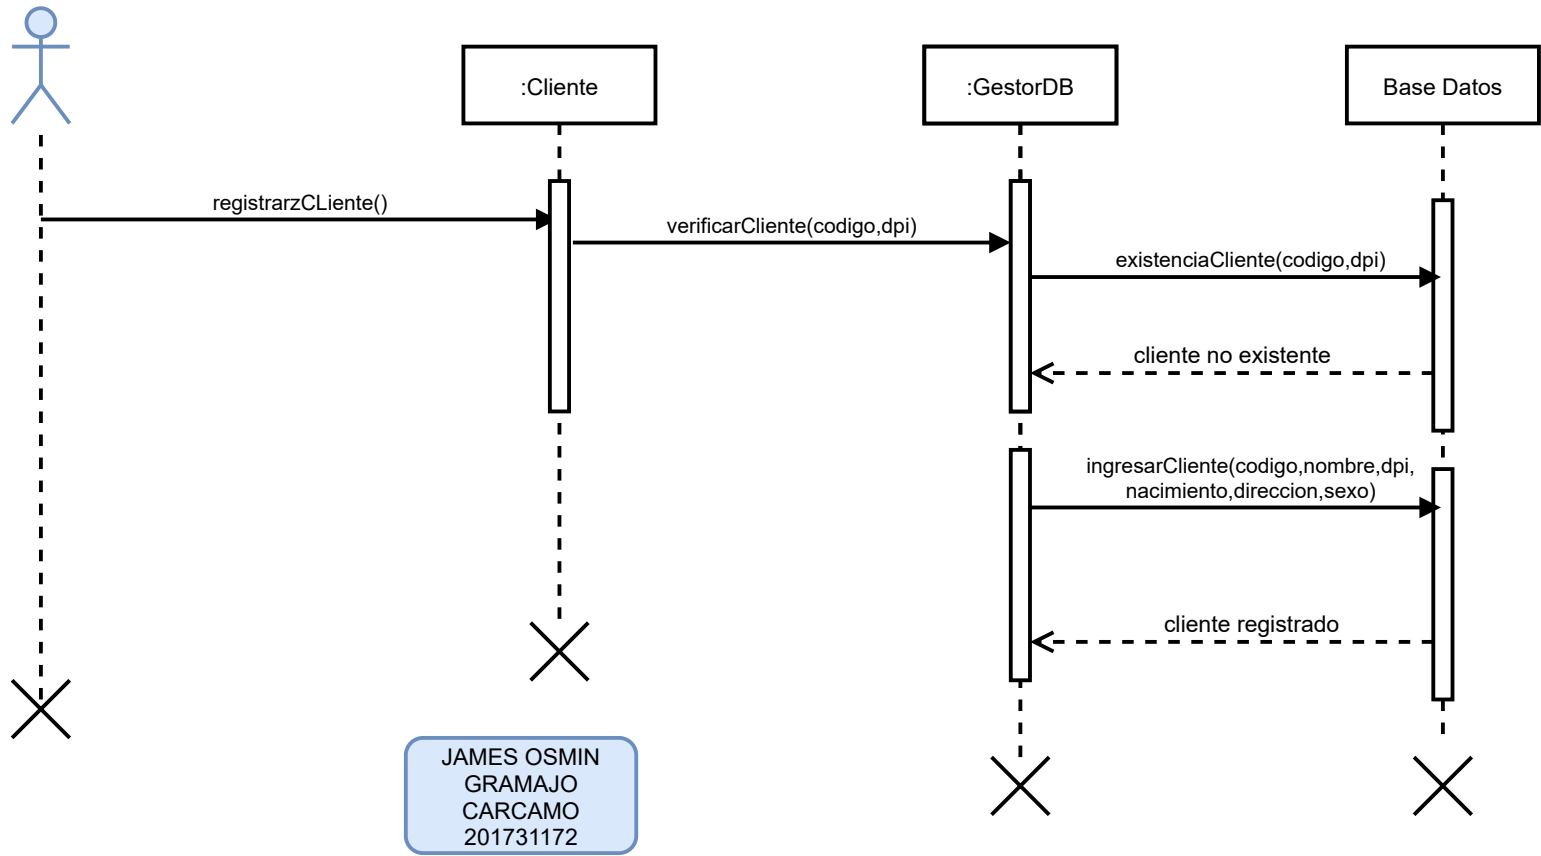 :Cliente
:GestorDB
Base Datos
registrarzCLiente()
verificarCliente(codigo,dpi)
existenciaCliente(codigo,dpi)
cliente no existente
ingresarCliente(codigo,nombre,dpi,
nacimiento,direccion,sexo)
cliente registrado
JAMES OSMIN
GRAMAJO
CARCAMO
201731172